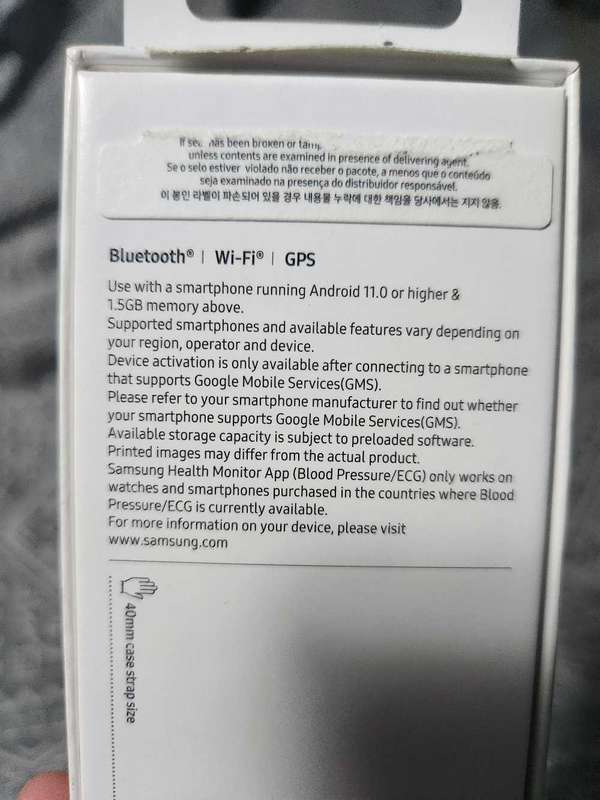 If been broken or
unless contents are examined in presence of delivering agent.
Se o selo estiver violado não receber o pacote, a menos que o conteúdo
seja examinado na presença do distribuidor responsável.
이 봉인 라벨이 파손되어 있을 경우 내용물 누락에 대한 책임을 당사에서는 지지 않음.
Bluetooth® | Wi-Fi® | GPS
Use with a smartphone running Android 11.0 or higher &
1.5GB memory above.
Supported smartphones and available features vary depending on
your region, operator and device.
Device activation is only available after connecting to a smartphone
that supports Google Mobile Services(GMS).
Please refer to your smartphone manufacturer to find out whether
your smartphone supports Google Mobile Services(GMS).
Available storage capacity is subject to preloaded software.
Printed images may differ from the actual product.
Samsung Health Monitor App (Blood Pressure/ECG) only works on
watches and smartphones purchased in the countries where Blood
Pressure/ECG is currently available.
For more information on your device, please visit
www.samsung.com
40mm case strap size